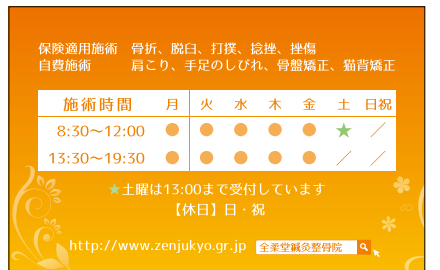 保険適用施術　骨折、脱臼、打撲、捻挫、挫傷
自費施術　肩こり、手足のしびれ、骨盤矯正、猫背矯正
施術時間 月 火 水 木 金 土 日祝
8:30〜12:00 ● ● ● ● ● ★ ／
13:30〜19:30 ● ● ● ● ● ／ ／
★土曜は13:00まで受付しています
【休日】日・祝
http://www.zenjukyo.gr.jp 全柔堂鍼灸整骨院